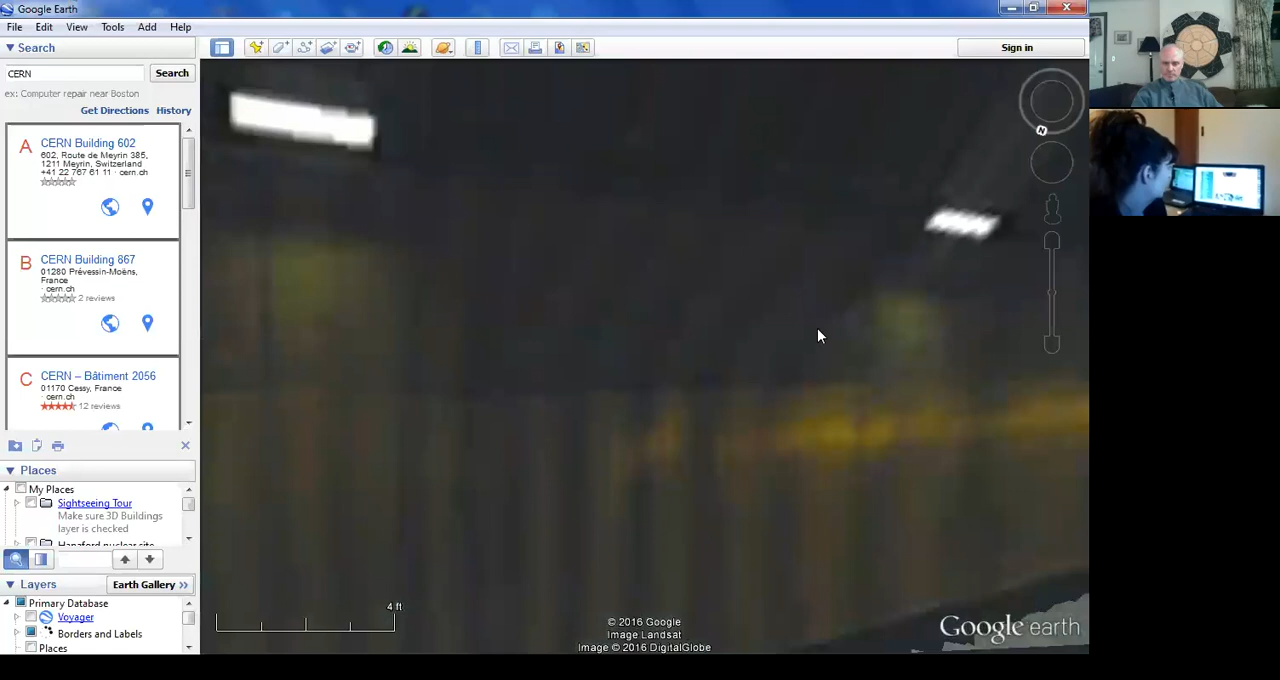 Google Earth
File Edit View Tools Add Help
Search
Sign in
CERN
Search
ex: Computer repair near Boston
Get Directions History
A CERN Building 602
602, Route de Meyrin 385,
1211 Meyrin, Switzerland
+41 22 767 61 11 · cern.ch
B CERN Building 867
01280 Prévessin-Moëns,
France
· cern.ch
2 reviews
C CERN – Bâtiment 2056
01170 Cessy, France
· cern.ch
12 reviews
N
Places
My Places
Sightseeing Tour
Make sure 3D Buildings
layer is checked
Hanaford nuclear site
Layers
Earth Gallery >>
Primary Database
Voyager
Borders and Labels
Places
4 ft
© 2016 Google
Image Landsat
Image © 2016 DigitalGlobe
Google earth